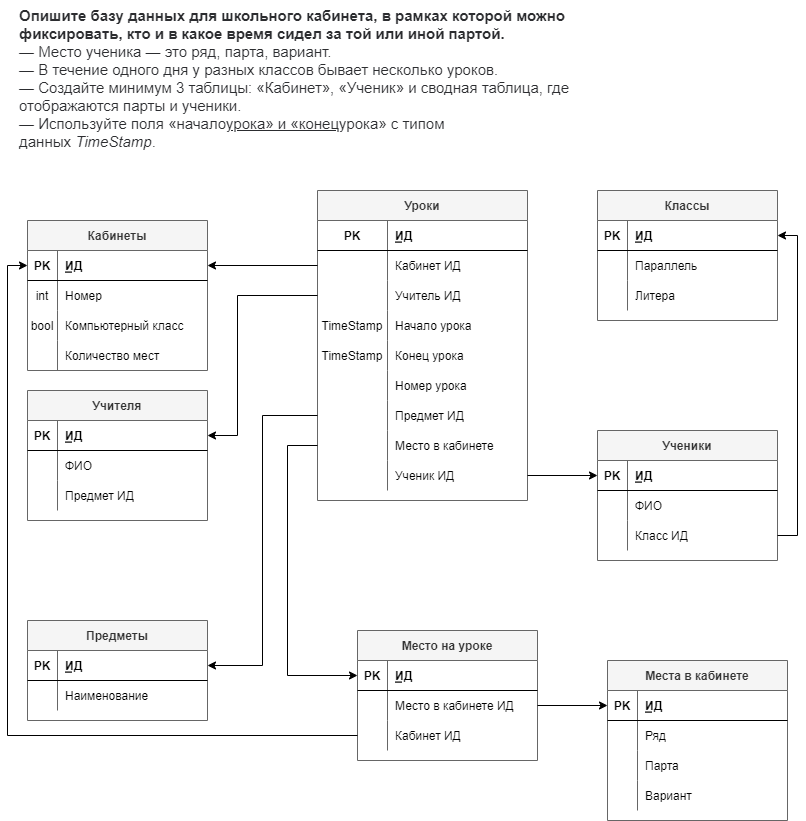 Опишите базу данных для школьного кабинета, в рамках которой можно
фиксировать, кто и в какое время сидел за той или иной партой.
— Место ученика — это ряд, парта, вариант.
— В течение одного дня у разных классов бывает несколько уроков.
— Создайте минимум 3 таблицы: «Кабинет», «Ученик» и сводная таблица, где
отображаются парты и ученики.
— Используйте поля «началоурока» и «конецурока» с типом
данных TimeStamp.
Кабинеты
PK ИД
int Номер
bool Компьютерный класс
Количество мест
Учителя
PK ИД
ФИО
Предмет ИД
Предметы
PK ИД
Наименование
Уроки
PK ИД
Кабинет ИД
Учитель ИД
TimeStamp Начало урока
TimeStamp Конец урока
Номер урока
Предмет ИД
Место в кабинете
Ученик ИД
Классы
PK ИД
Параллель
Литера
Ученики
PK ИД
ФИО
Класс ИД
Место на уроке
PK ИД
Место в кабинете ИД
Кабинет ИД
Места в кабинете
PK ИД
Ряд
Парта
Вариант